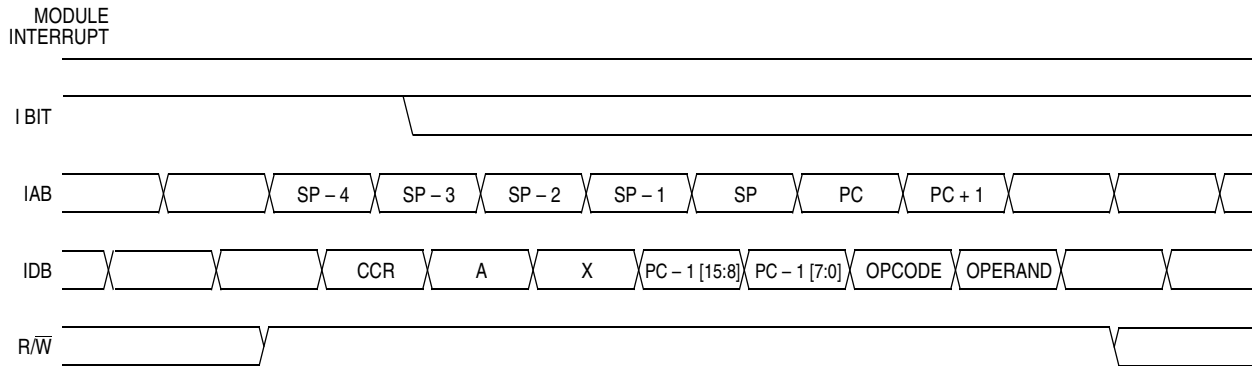 MODULE
INTERRUPT
I BIT
IAB SP – 4 SP – 3 SP – 2 SP – 1 SP PC PC + 1
IDB CCR A X PC – 1 [15:8] PC – 1 [7:0] OPCODE OPERAND
R/W̅